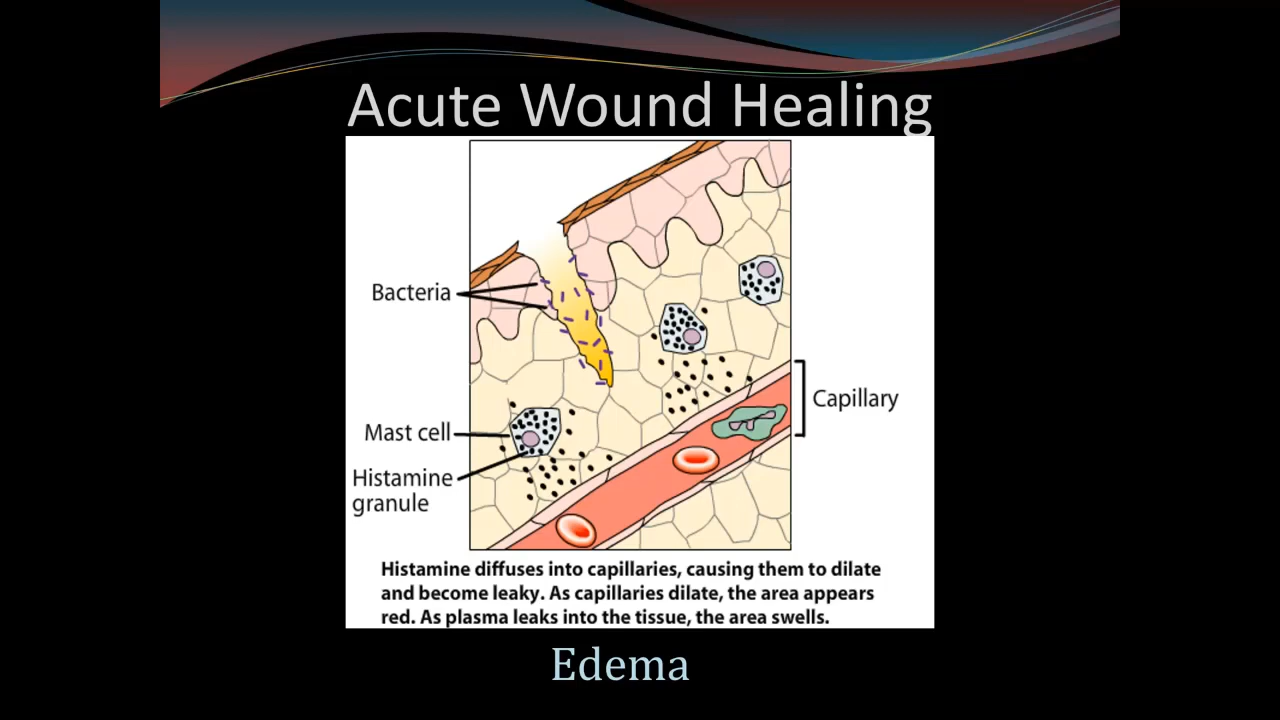 Acute Wound Healing
Bacteria
Capillary
Mast cell
Histamine
granule
Histamine diffuses into capillaries, causing them to dilate
and become leaky. As capillaries dilate, the area appears
red. As plasma leaks into the tissue, the area swells.
Edema